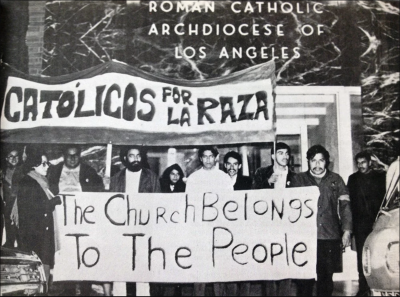 ROMAN CATHOLIC
ARCHDIOCESE OF
LOS ANGELES
CATÓLICOS FOR
LA RAZA
The Church Belongs
To The People